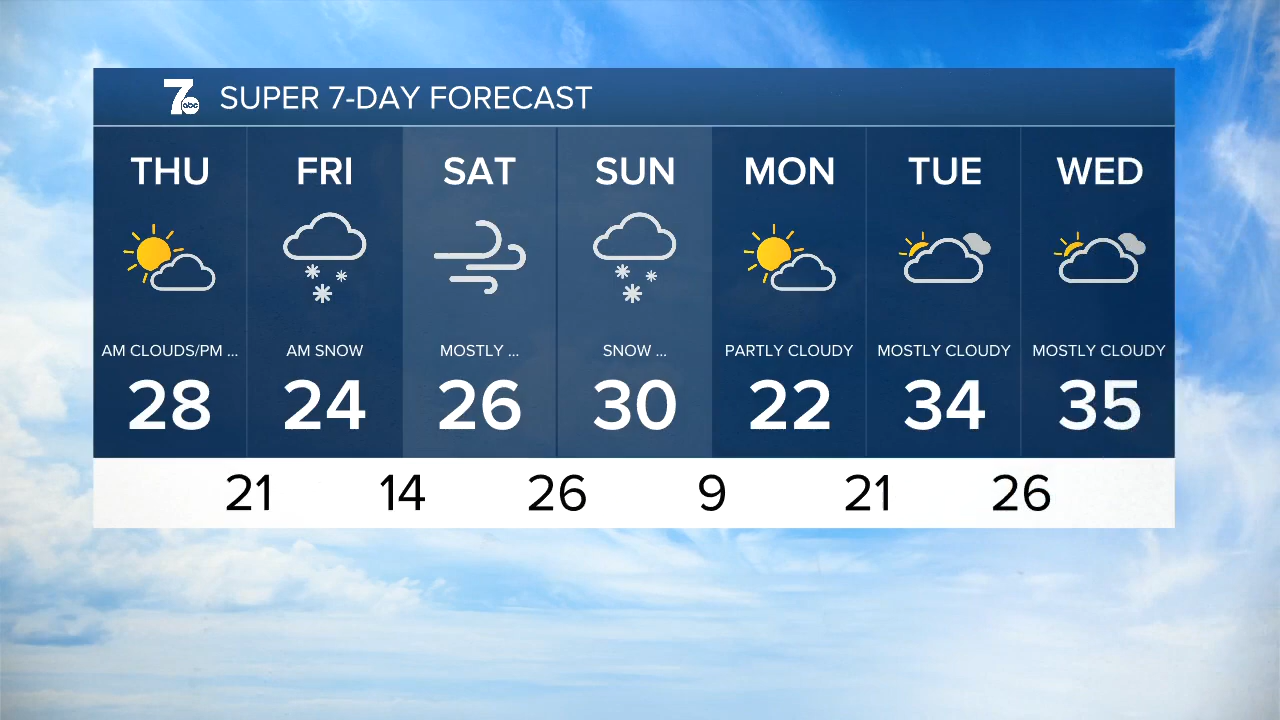 7 abc SUPER 7-DAY FORECAST
THU FRI SAT SUN MON TUE WED
AM CLOUDS/PM ... AM SNOW MOSTLY ... SNOW ... PARTLY CLOUDY MOSTLY CLOUDY MOSTLY CLOUDY
28 24 26 30 22 34 35
21 14 26 9 21 26